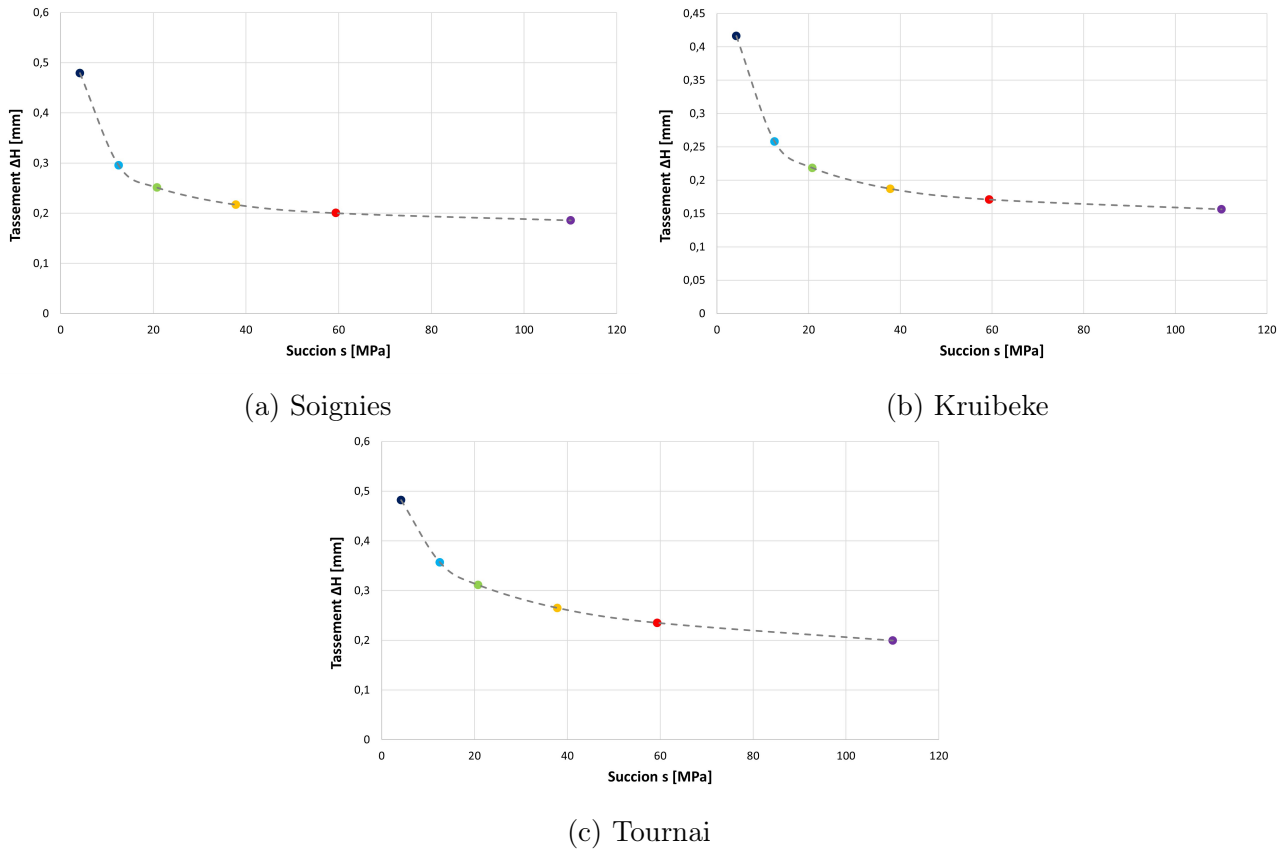 0,6
0,5
0,4
0,3
0,2
0,1
0
0 20 40 60 80 100 120
Tassement ΔH [mm]
Succion s [MPa]
(a) Soignies
0,45
0,4
0,35
0,3
0,25
0,2
0,15
0,1
0,05
0
0 20 40 60 80 100 120
Tassement ΔH [mm]
Succion s [MPa]
(b) Kruibeke
0,6
0,5
0,4
0,3
0,2
0,1
0
0 20 40 60 80 100 120
Tassement ΔH [mm]
Succion s [MPa]
(c) Tournai